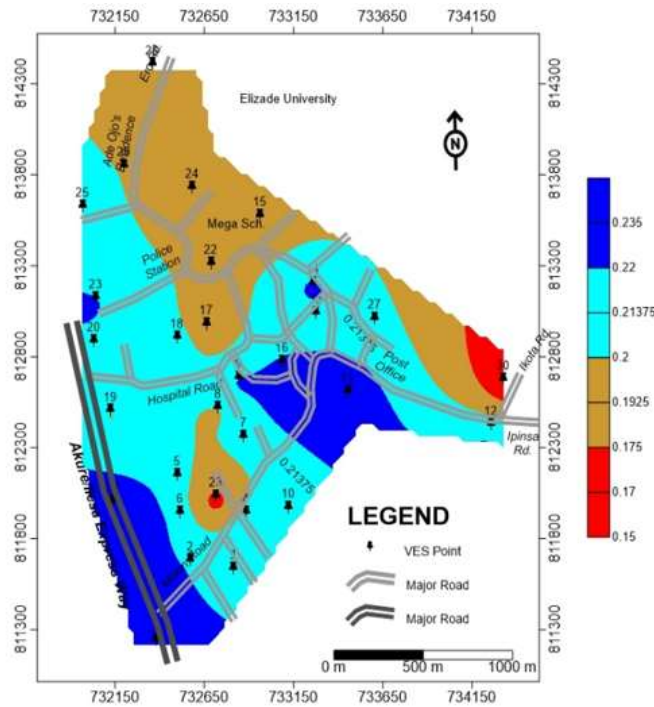 732150 732650 733150 733650 734150
814300
813800
813300
812800
812300
811800
811300
814300
813800
813300
812800
812300
811800
811300
Elizade University
N
Ade Ojo's
Residence
24
15
25
Mega Sch.
22
Police
Station
23
17
18
20
27
0.21375
Post
Office
16
Ikota Rd.
Hospital Road
8
19
7
12
Ipinsa
Rd.
5
0.21375
6
10
2
Akure-Ilesa Express Way
LEGEND
VES Point
Major Road
Major Road
0 m 500 m 1000 m
732150 732650 733150 733650 734150
0.235
0.22
0.21375
0.2
0.1925
0.175
0.17
0.15